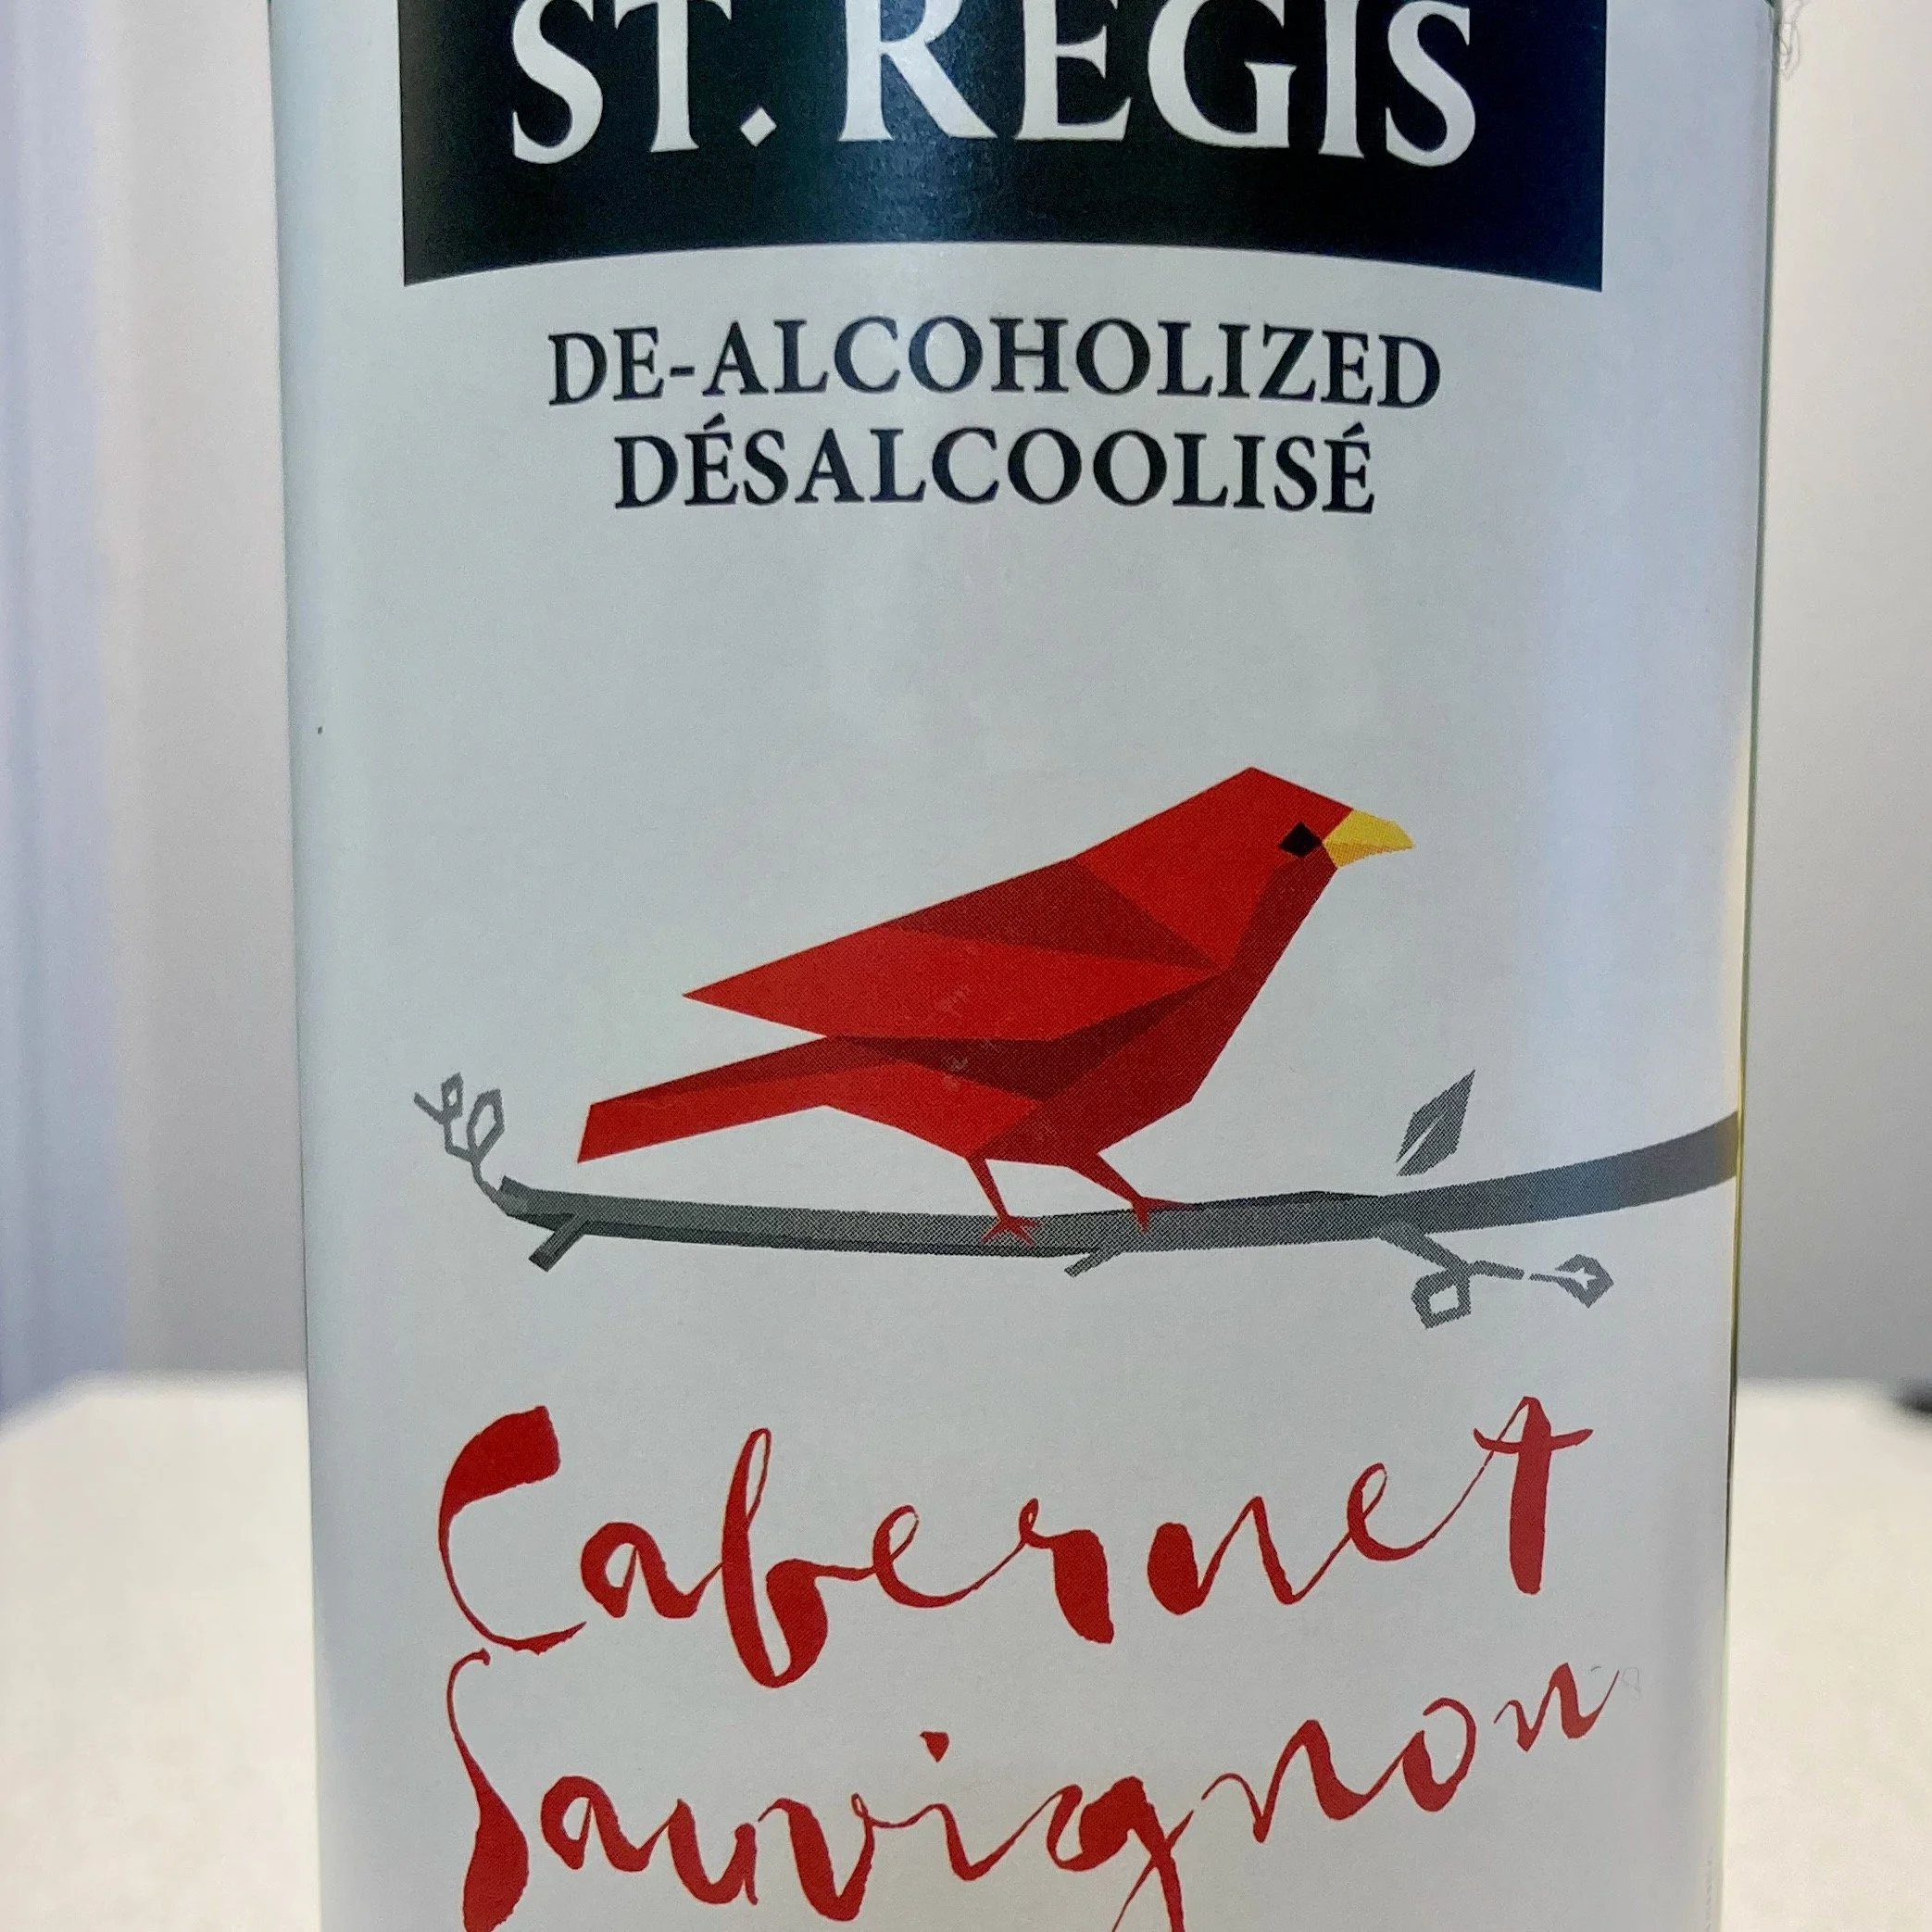 ST. REGIS
DE-ALCOHOLIZED
DÉSALCOOLISÉ
Cabernet
Sauvignon